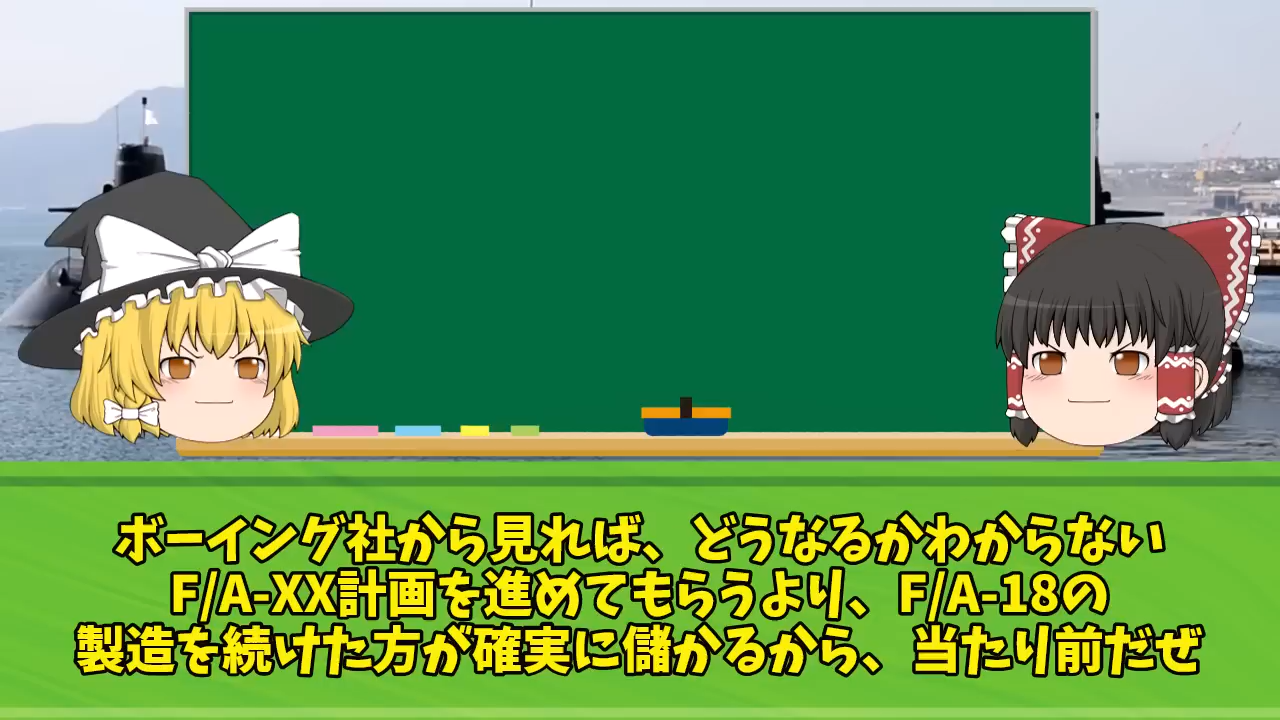 ボーイング社から見れば、どうなるかわからない
F/A-XX計画を進めてもらうより、F/A-18の
製造を続けた方が確実に儲かるから、当たり前だぜ